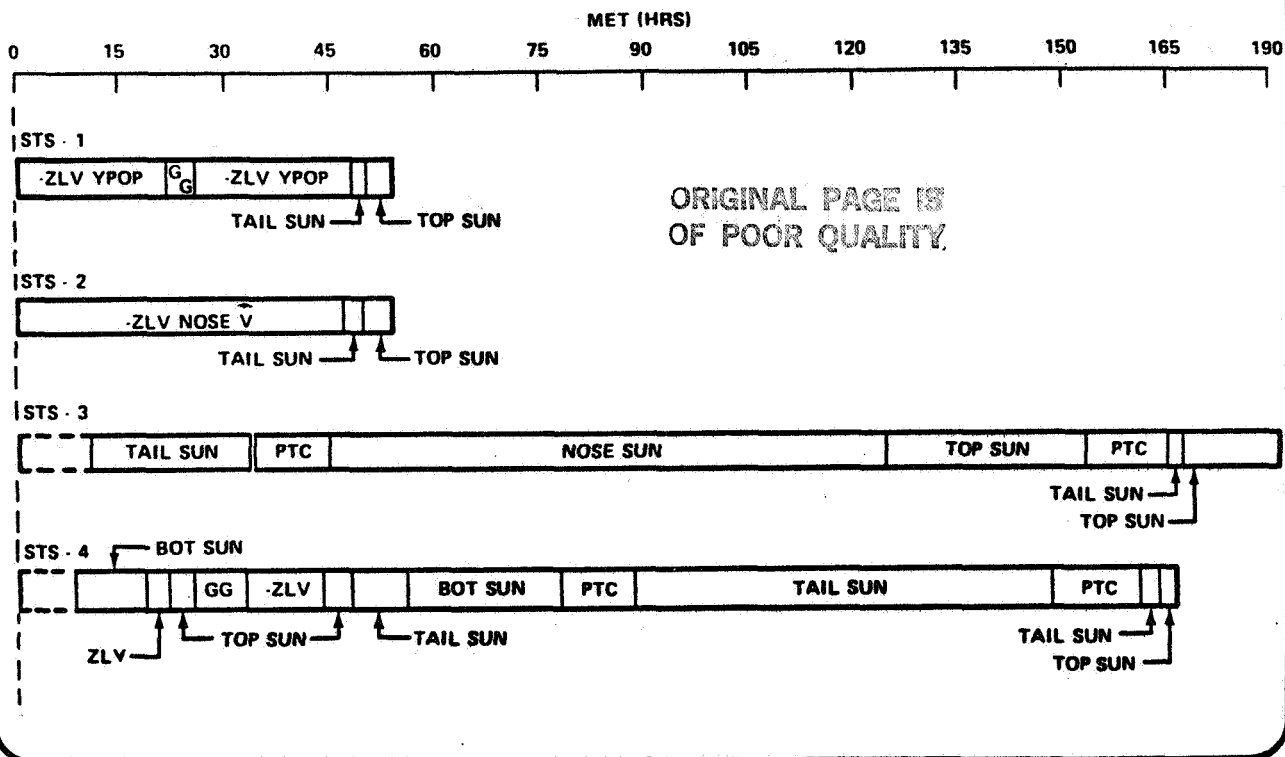 MET (HRS)
0 15 30 45 60 75 90 105 120 135 150 165 190
STS - 1
-ZLV YPOP GG -ZLV YPOP
TAIL SUN TOP SUN
ORIGINAL PAGE IS
OF POOR QUALITY
STS - 2
-ZLV NOSE V
TAIL SUN TOP SUN
STS - 3
TAIL SUN PTC NOSE SUN TOP SUN PTC
TAIL SUN
TOP SUN
STS - 4 BOT SUN
GG -ZLV BOT SUN PTC TAIL SUN PTC
ZLV TOP SUN TAIL SUN TAIL SUN
TOP SUN